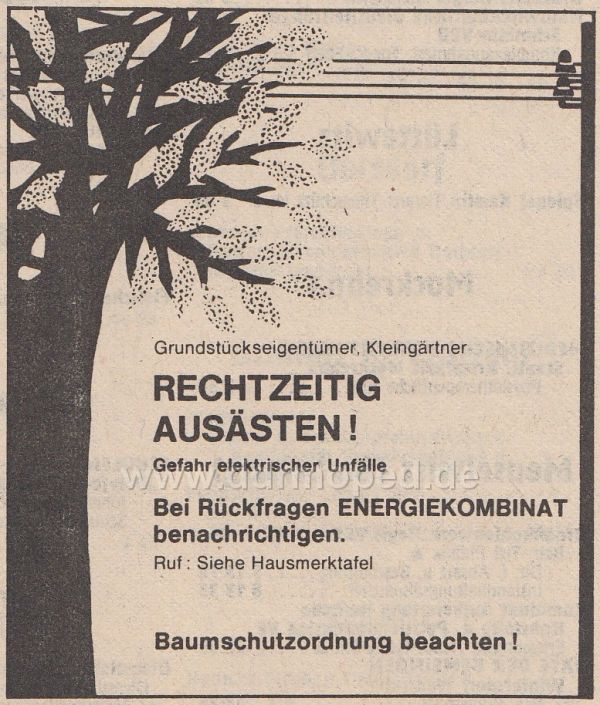 Grundstückseigentümer, Kleingärtner
RECHTZEITIG
AUSÄSTEN!
Gefahr elektrischer Unfälle
www.ddrmoped.de
Bei Rückfragen ENERGIEKOMBINAT
benachrichtigen.
Ruf: Siehe Hausmerktafel
Baumschutzordnung beachten!